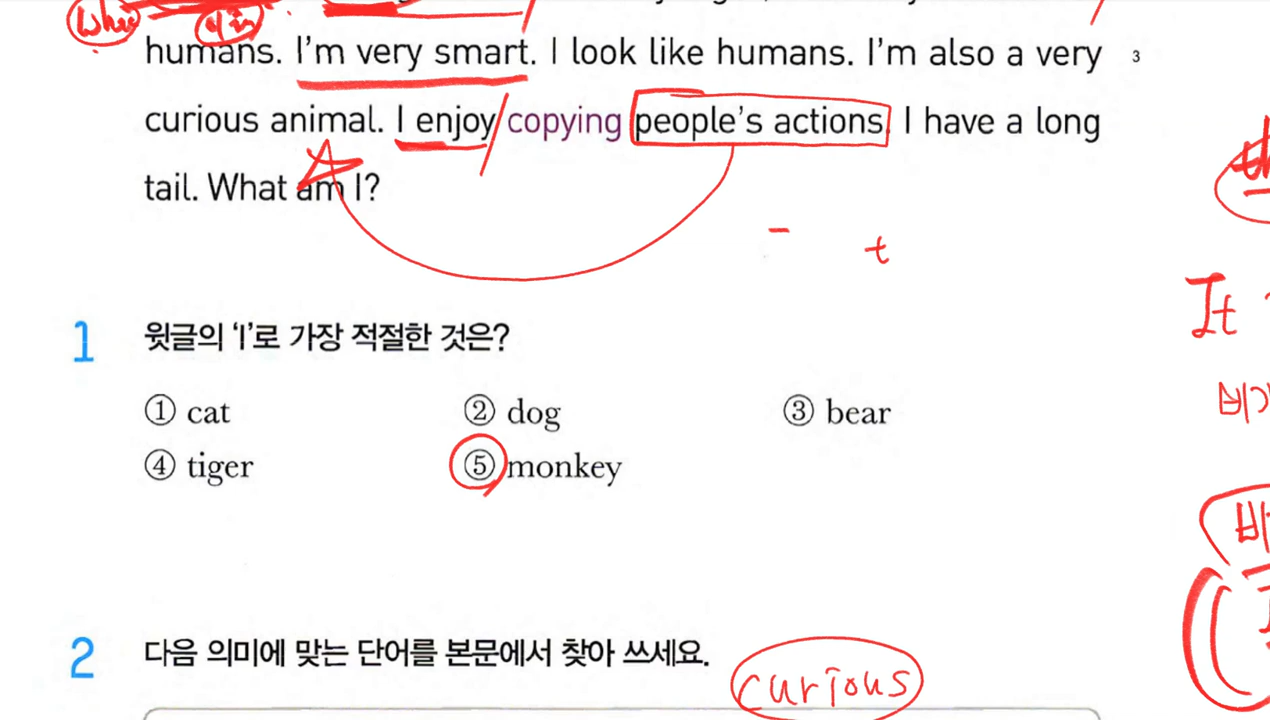 humans. I'm very smart. I look like humans. I'm also a very 3
curious animal. I enjoy copying people's actions. I have a long
tail. What am I?
t
It
1 윗글의 'I'로 가장 적절한 것은?
① cat ② dog ③ bear
④ tiger ⑤ monkey
2 다음 의미에 맞는 단어를 본문에서 찾아 쓰세요.
curious